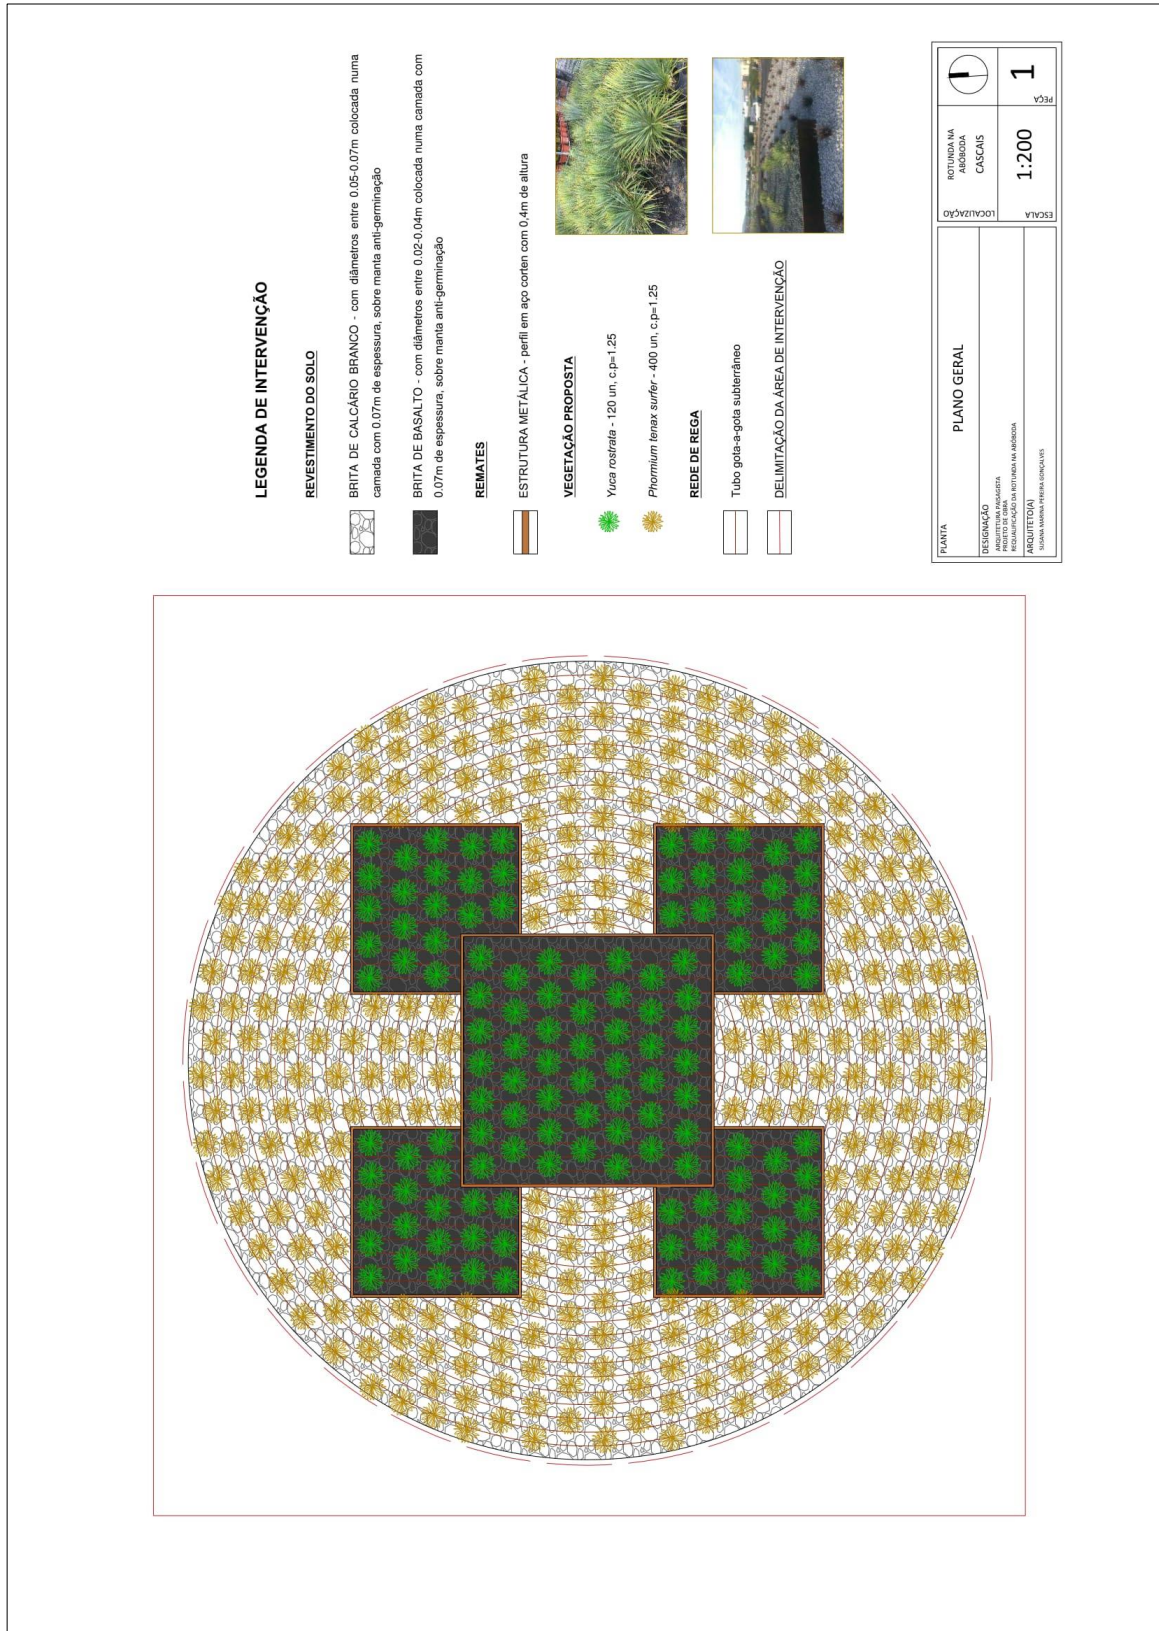 LEGENDA DE INTERVENÇÃO
REVESTIMENTO DO SOLO
BRITA DE CALCÁRIO BRANCO - com diâmetros entre 0.05-0.07m colocada numa
camada com 0.07m de espessura, sobre manta anti-germinação
BRITA DE BASALTO - com diâmetros entre 0.02-0.04m colocada numa camada com
0.07m de espessura, sobre manta anti-germinação
REMATES
ESTRUTURA METÁLICA - perfil em aço corten com 0,4m de altura
VEGETAÇÃO PROPOSTA
Yuca rostrata - 120 un, c.p=1.25
Phormium tenax surfer - 400 un, c.p=1.25
REDE DE REGA
Tubo gota-a-gota subterrâneo
DELIMITAÇÃO DA ÁREA DE INTERVENÇÃO
PLANTA
PLANO GERAL
DESIGNAÇÃO
ARQUITETURA PAISAGISTA
PROJETO DE OBRA
REQUALIFICAÇÃO DA ROTUNDA NA ABÓBODA
ARQUITETO(A)
SUSANA MARINA PEREIRA GONÇALVES
LOCALIZAÇÃO
ROTUNDA NA
ABÓBODA
CASCAIS
ESCALA
1:200
PEÇA
1